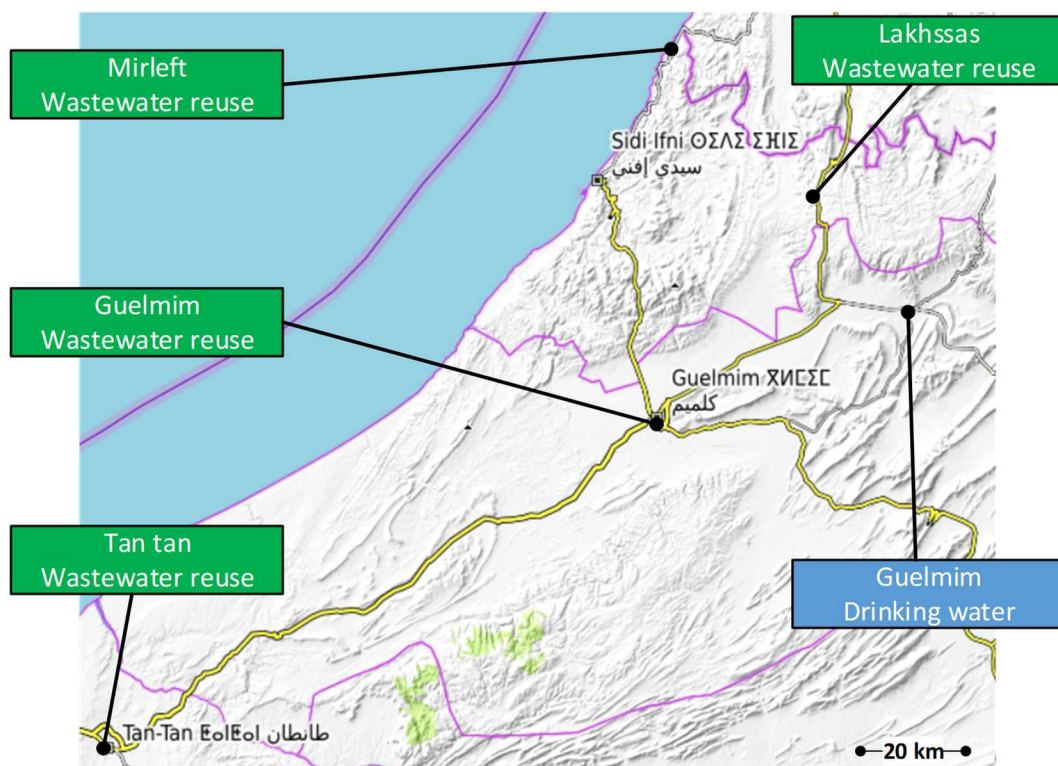 Mirleft
Wastewater reuse
Lakhssas
Wastewater reuse
Sidi Ifni ⵙⵉⴷⵉ ⵉⴼⵏⵉ
سيدي إفني
Guelmim
Wastewater reuse
Guelmim ⴳⵍⵎⵉⵎ
كلميم
Tan tan
Wastewater reuse
Guelmim
Drinking water
Tan-Tan ⵟⴰⵏⵟⴰⵏ طانطان
20 km